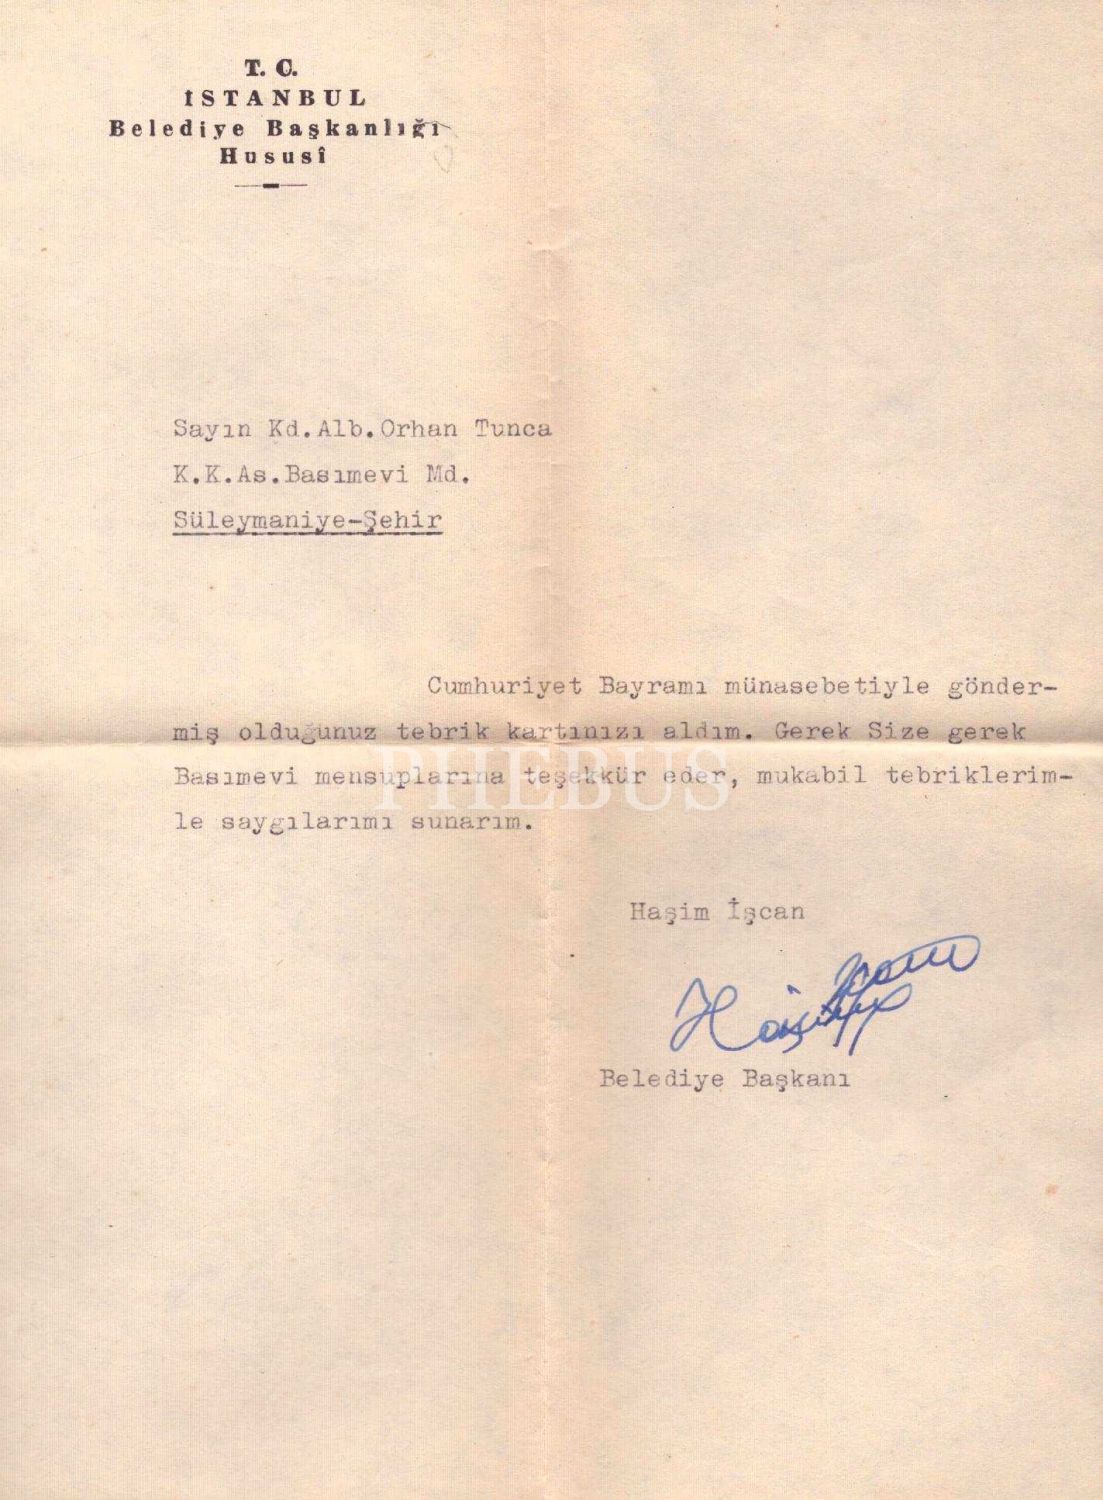 T. C.
İSTANBUL
Belediye Başkanlığı
Hususî
Sayın Kd.Alb.Orhan Tunca
K.K.As.Basımevi Md.
Süleymaniye-Şehir
Cumhuriyet Bayramı münasebetiyle gönder-
miş olduğunuz tebrik kartınızı aldım. Gerek Size gerek
Basımevi mensuplarına teşekkür eder, mukabil tebriklerim-
le saygılarımı sunarım.
PHEBUS
Haşim İşcan
Belediye Başkanı